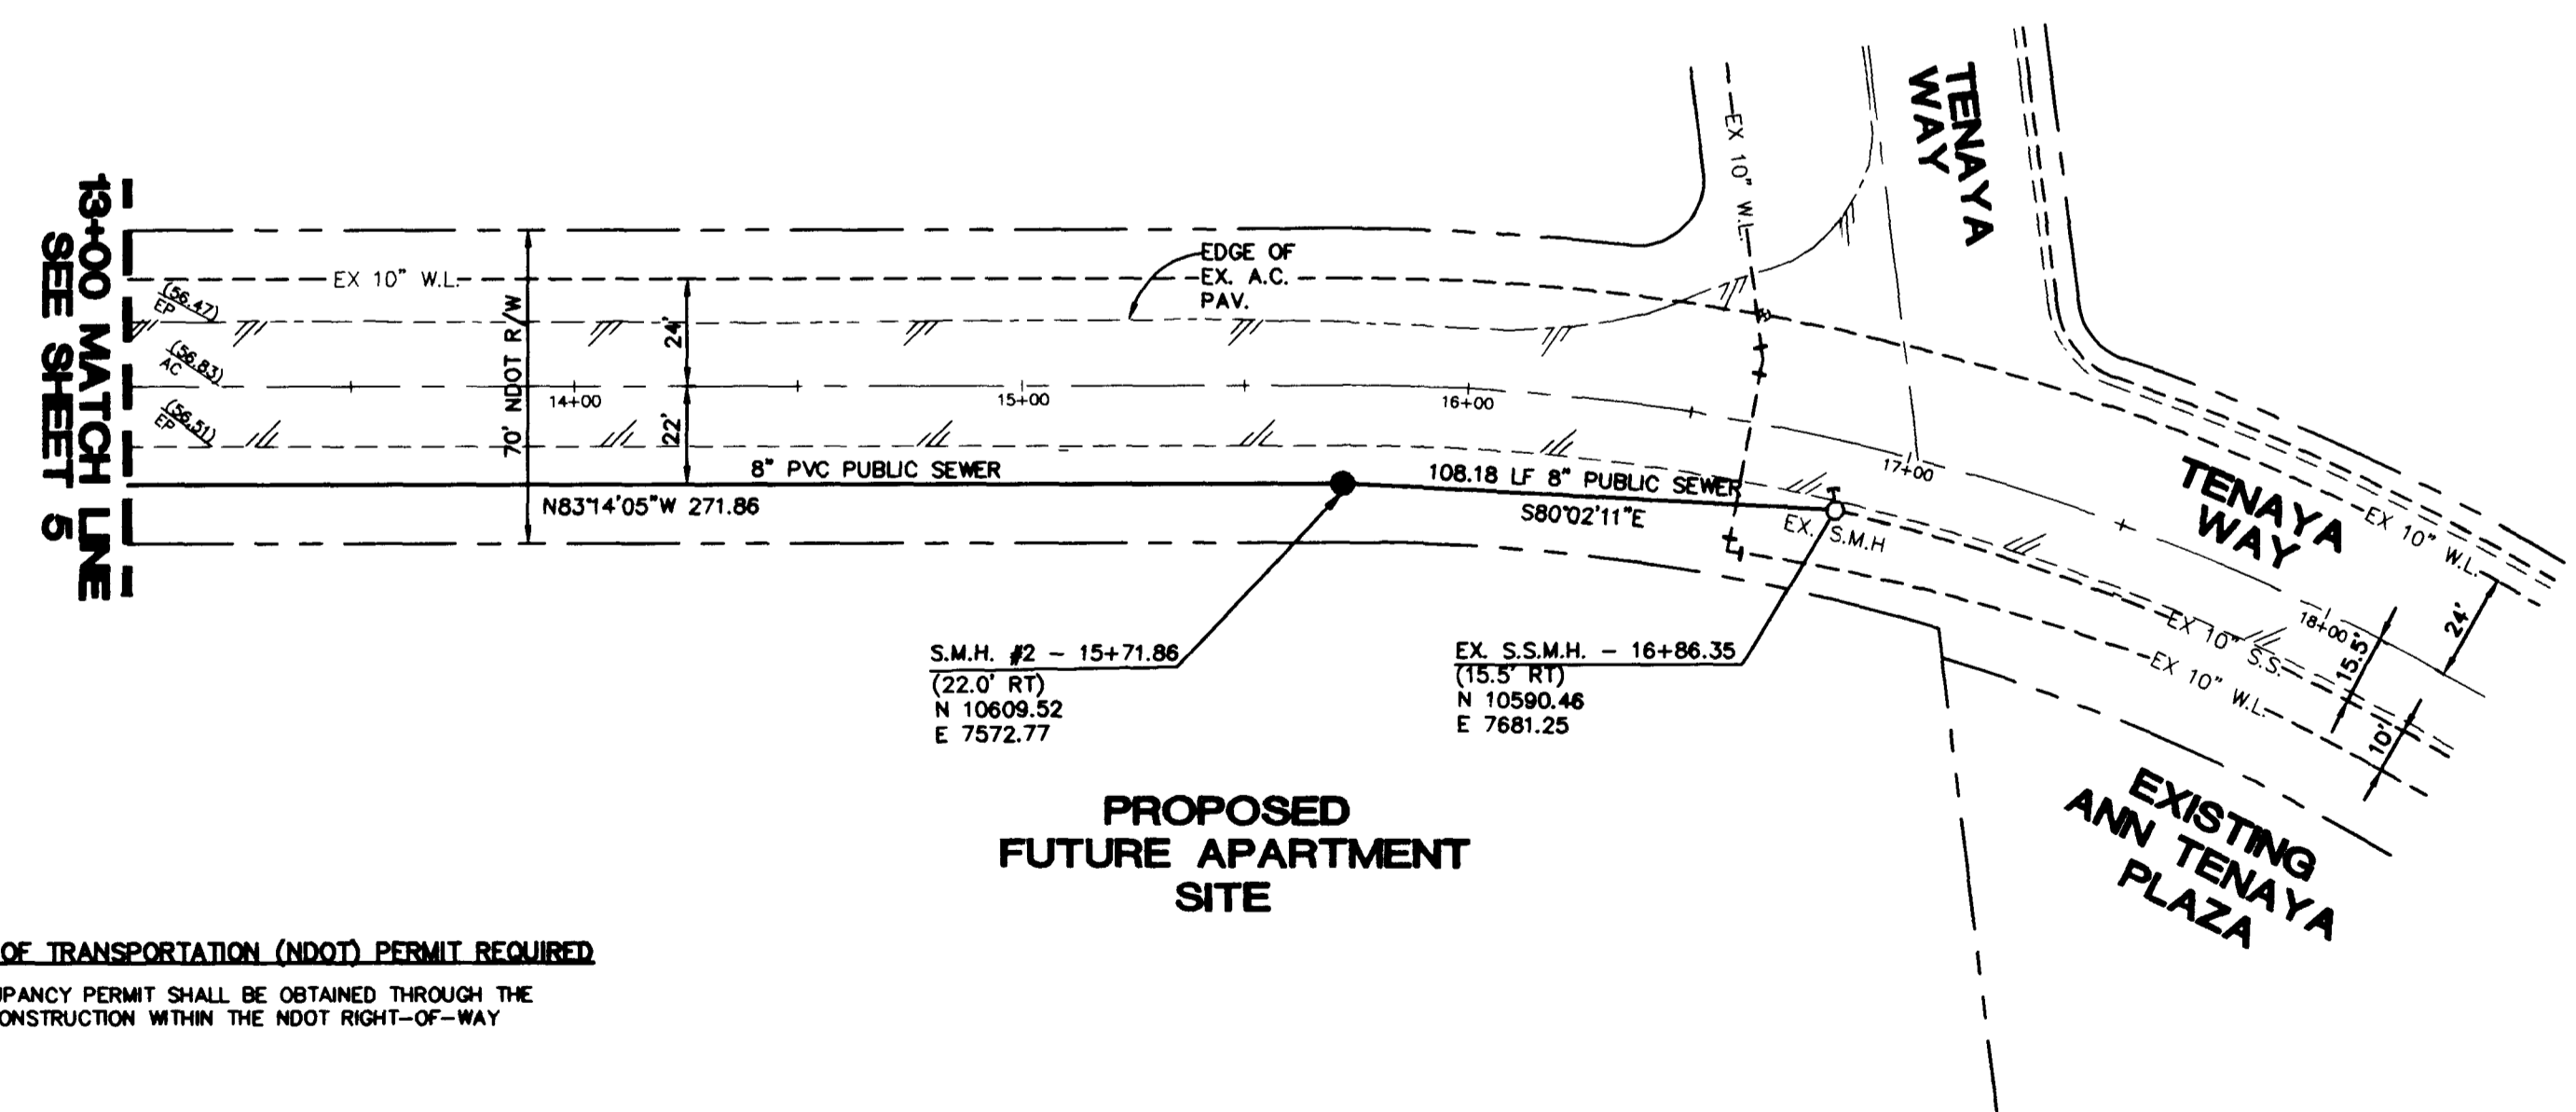 13+00 MATCH LINE
SEE SHEET 5
(56.47)
EP
(56.83)
AC
(56.51)
EP
EX 10" W.L.
70' NDOT R/W
24'
22'
14+00
15+00
16+00
17+00
18+00
EDGE OF
EX. A.C.
PAV.
8" PVC PUBLIC SEWER
N83°14'05"W 271.86
108.18 LF 8" PUBLIC SEWER
S80°02'11"E
EX. S.M.H
EX 10" W.L.
TENAYA
WAY
TENAYA
WAY
EX 10" W.L.
EX 10" S.S.
EX 10" W.L.
24'
15.5'
10'
S.M.H. #2 - 15+71.86
(22.0' RT)
N 10609.52
E 7572.77
EX. S.S.M.H. - 16+86.35
(15.5' RT)
N 10590.46
E 7681.25
PROPOSED
FUTURE APARTMENT
SITE
EXISTING
ANN TENAYA
PLAZA
OF TRANSPORTATION (NDOT) PERMIT REQUIRED
UPANCY PERMIT SHALL BE OBTAINED THROUGH THE
ONSTRUCTION WITHIN THE NDOT RIGHT-OF-WAY